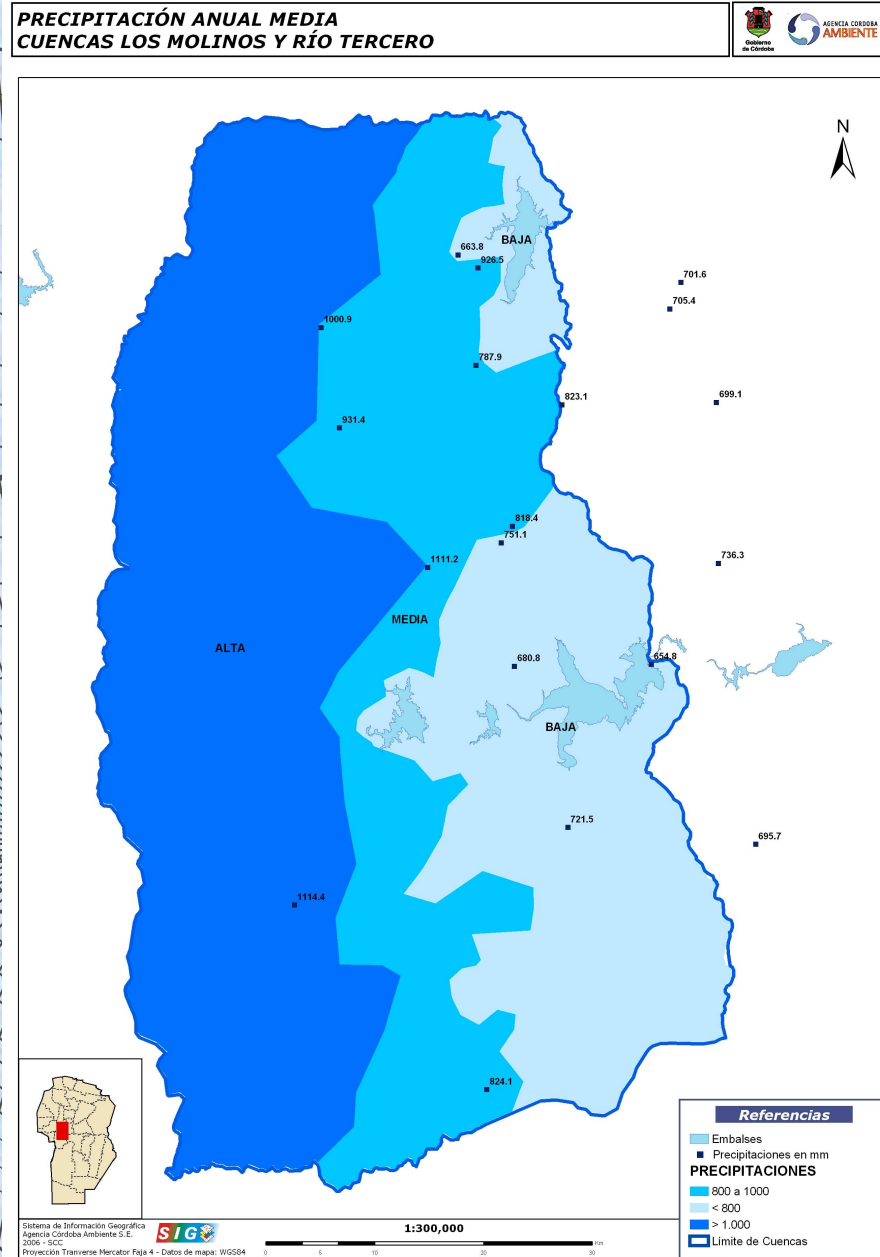 PRECIPITACIÓN ANUAL MEDIA
CUENCAS LOS MOLINOS Y RÍO TERCERO
Gobierno
de Córdoba
AGENCIA CORDOBA
AMBIENTE
N
663.8
BAJA
926.5
701.6
705.4
1000.9
787.9
823.1
699.1
931.4
818.4
751.1
1111.2
736.3
MEDIA
ALTA
680.8
654.8
BAJA
721.5
695.7
1114.4
824.1
Referencias
Embalses
Precipitaciones en mm
PRECIPITACIONES
800 a 1000
< 800
> 1.000
Límite de Cuencas
Sistema de Información Geográfica
Agencia Córdoba Ambiente S.E.
2006 - SCC
Proyección Tranverse Mercator Faja 4 - Datos de mapa: WGS84
SIG
1:300,000
0 5 10 20 30 Km